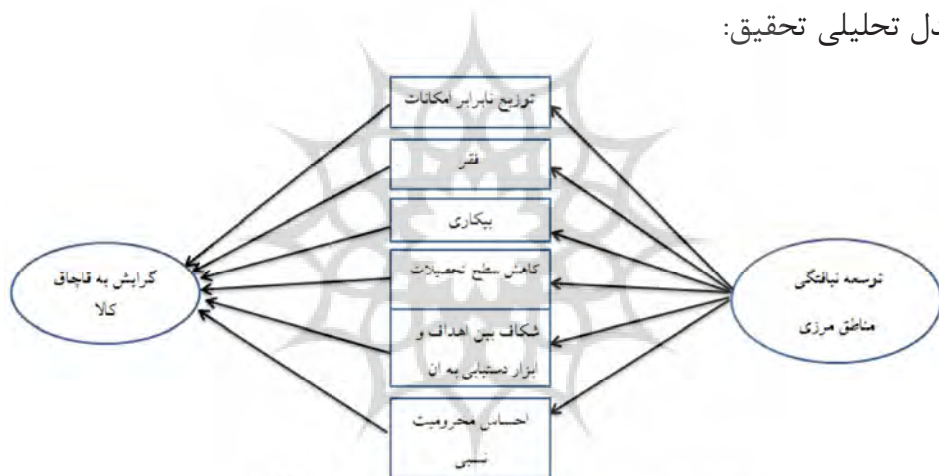 دل تحلیلی تحقیق:
توزیع نابرابر امکانات
فقر
بیکاری
کاهش سطح تحصیلات
شکاف بین اهداف و
ابزار دستیابی به ان
احساس محرومیت
نسبی
توسعه نیافتگی
مناطق مرزی
گرایش به قاچاق
کالا